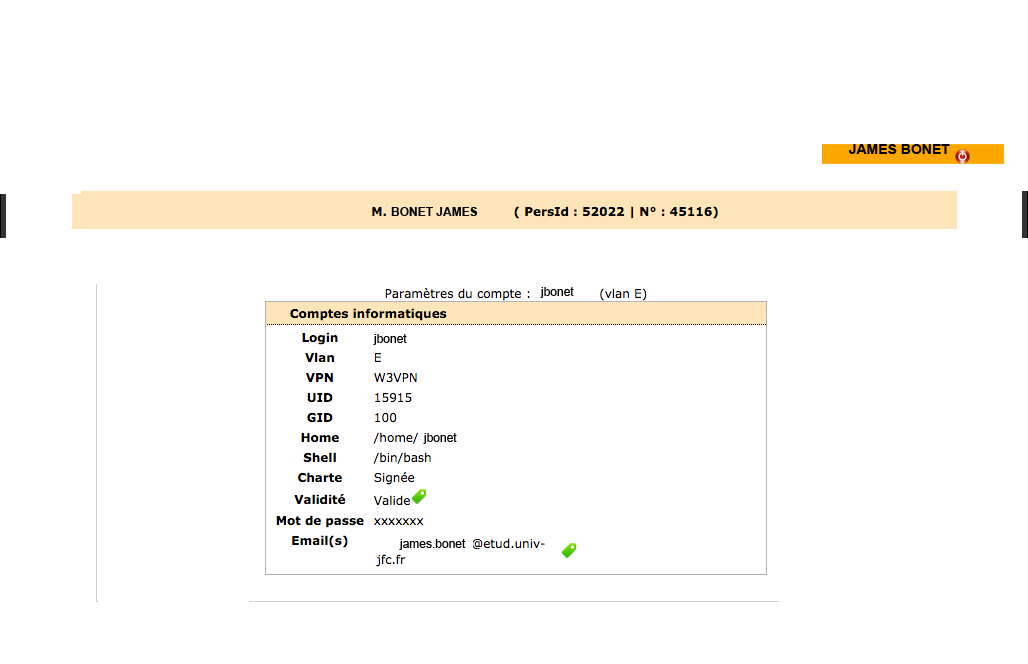 JAMES BONET
M. BONET JAMES ( PersId : 52022 | N° : 45116)
Paramètres du compte : jbonet (vlan E)
Comptes informatiques
Login jbonet
Vlan E
VPN W3VPN
UID 15915
GID 100
Home /home/ jbonet
Shell /bin/bash
Charte Signée
Validité Valide
Mot de passe xxxxxxx
Email(s) james.bonet @etud.univ-
jfc.fr